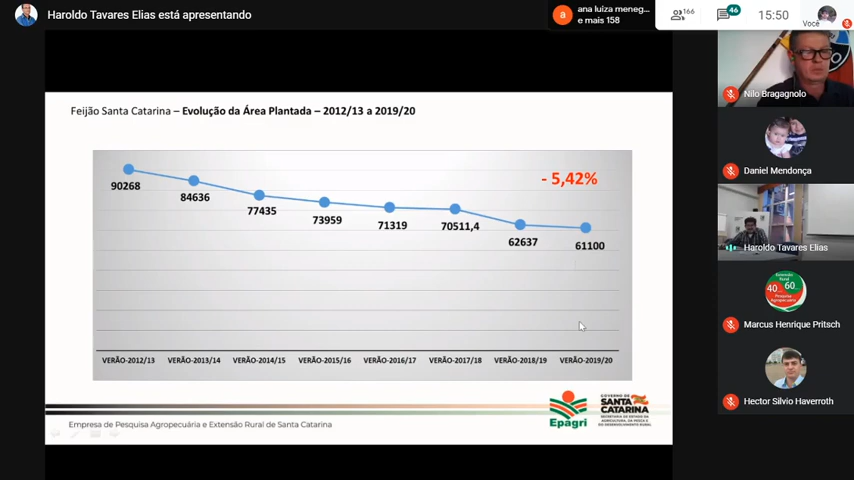 Haroldo Tavares Elias está apresentando
ana luiza meneg...
e mais 158
166
46
15:50
Você
Feijão Santa Catarina – Evolução da Área Plantada – 2012/13 a 2019/20
- 5,42%
90268
84636
77435
73959
71319
70511,4
62637
61100
VERÃO-2012/13 VERÃO-2013/14 VERÃO-2014/15 VERÃO-2015/16 VERÃO-2016/17 VERÃO-2017/18 VERÃO-2018/19 VERÃO-2019/20
Epagri
GOVERNO DE
SANTA
CATARINA
Empresa de Pesquisa Agropecuária e Extensão Rural de Santa Catarina
Nilo Bragagnolo
Daniel Mendonça
Haroldo Tavares Elias
Extensão
Rural
40
60
Pesquisa
Agropecuária
Marcus Henrique Pritsch
Hector Silvio Haverroth